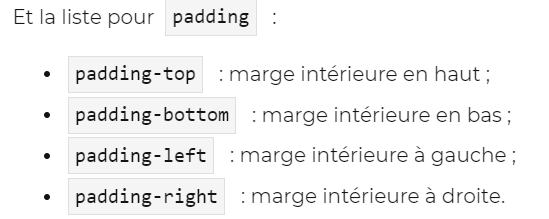 Et la liste pour padding :
• padding-top : marge intérieure en haut ;
• padding-bottom : marge intérieure en bas ;
• padding-left : marge intérieure à gauche ;
• padding-right : marge intérieure à droite.